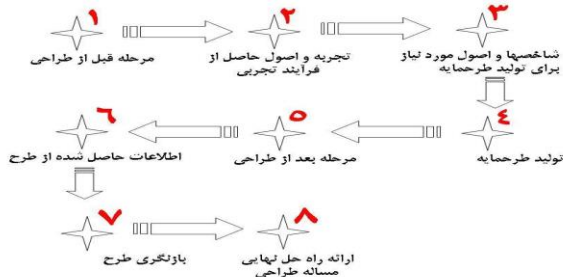 ۱
مرحله قبل از طراحی
۲
تجربه و اصول حاصل از
فرآیند تجربی
۳
شاخصها و اصول مورد نیاز
برای تولید طرحمایه
۴
تولید طرحمایه
۵
مرحله بعد از طراحی
۶
اطلاعات حاصل شده از طرح
۷
بازنگری طرح
۸
ارائه راه حل نهایی
مساله طراحی